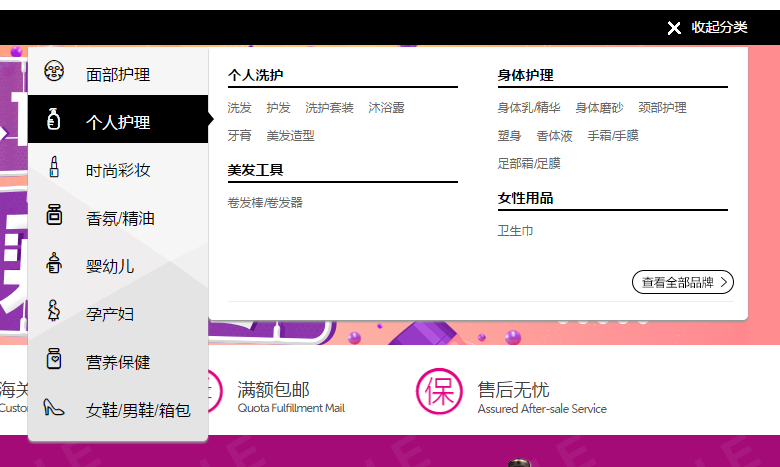 收起分类
面部护理
个人护理
时尚彩妆
香氛/精油
婴幼儿
孕产妇
营养保健
女鞋/男鞋/箱包
个人洗护
洗发 护发 洗护套装 沐浴露
牙膏 美发造型
美发工具
卷发棒/卷发器
身体护理
身体乳/精华 身体磨砂 颈部护理
塑身 香体液 手霜/手膜
足部霜/足膜
女性用品
卫生巾
查看全部品牌
海关
Custo
满额包邮
Quota Fulfillment Mail
保
售后无忧
Assured After-sale Service